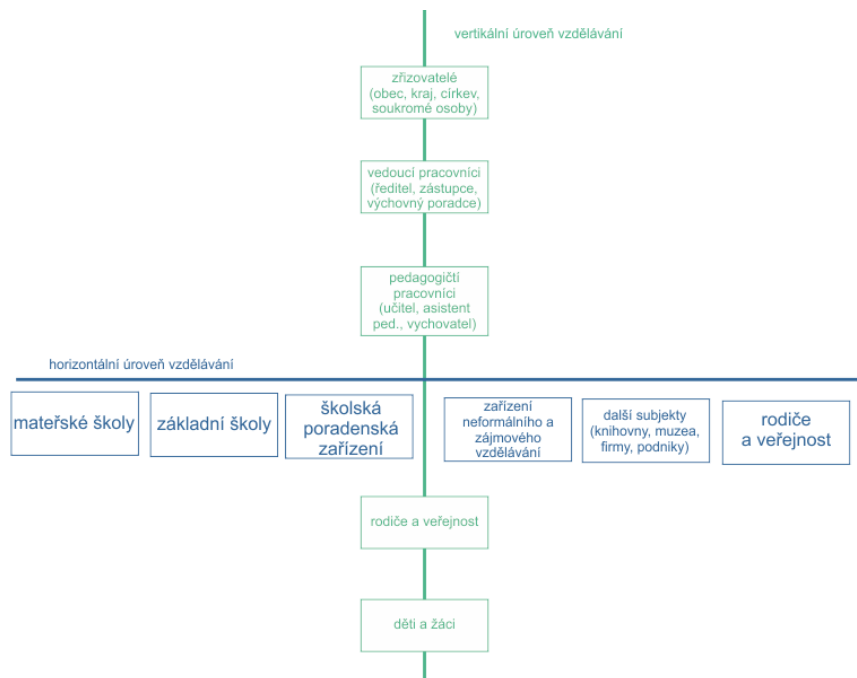 vertikální úroveň vzdělávání
zřizovatelé
(obec, kraj, církev,
soukromé osoby)
vedoucí pracovníci
(ředitel, zástupce,
výchovný poradce)
pedagogičtí
pracovníci
(učitel, asistent
ped., vychovatel)
horizontální úroveň vzdělávání
mateřské školy
základní školy
školská
poradenská
zařízení
zařízení
neformálního a
zájmového
vzdělávání
další subjekty
(knihovny, muzea,
firmy, podniky)
rodiče
a veřejnost
rodiče a veřejnost
děti a žáci